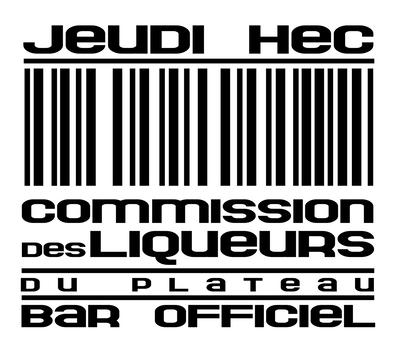 Jeudi Hec
commission
des Liqueurs
du Plateau
Bar officiel